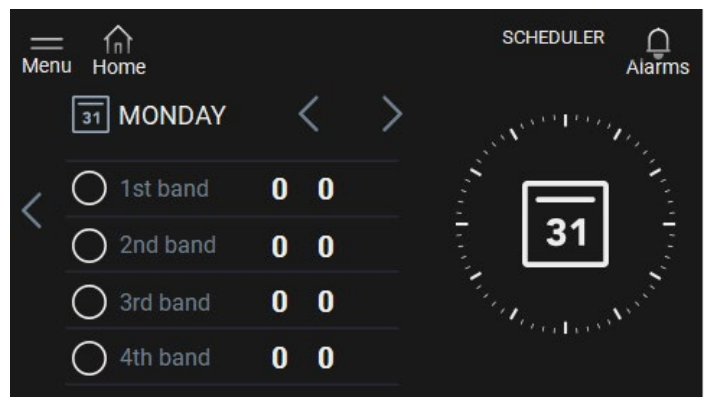 SCHEDULER
Menu Home Alarms
31 MONDAY
1st band 0 0
2nd band 0 0
3rd band 0 0
4th band 0 0
31